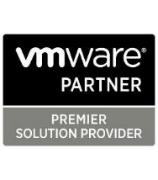 vmware®
PARTNER
PREMIER
SOLUTION PROVIDER